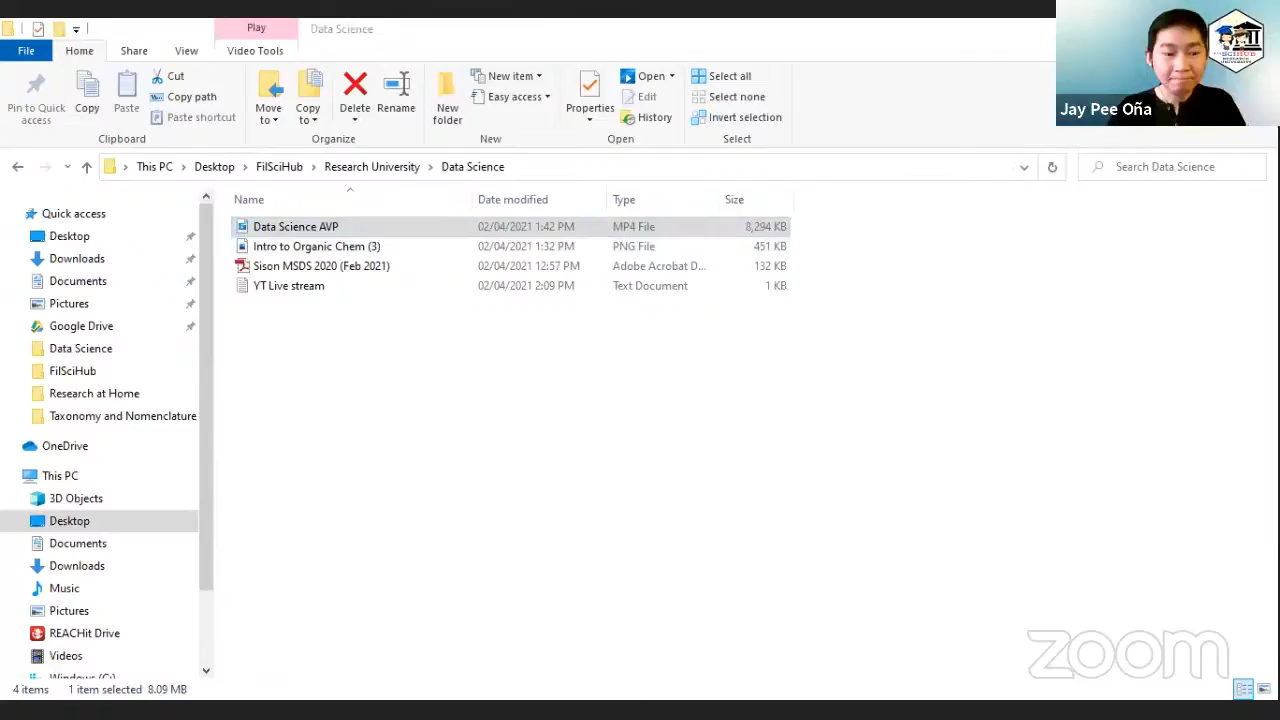 Play
Data Science
File
Home
Share
View
Video Tools
Pin to Quick access
Copy
Paste
Cut
Copy path
Paste shortcut
Clipboard
Move to
Copy to
Delete
Rename
Organize
New folder
New item
Easy access
New
Properties
Open
Edit
History
Open
Select all
Select none
Invert selection
Select
Jay Pee Oña
This PC > Desktop > FilSciHub > Research University > Data Science
Search Data Science
Name Date modified Type Size
Data Science AVP 02/04/2021 1:42 PM MP4 File 8,294 KB
Intro to Organic Chem (3) 02/04/2021 1:32 PM PNG File 451 KB
Sison MSDS 2020 (Feb 2021) 02/04/2021 12:57 PM Adobe Acrobat D... 132 KB
YT Live stream 02/04/2021 2:09 PM Text Document 1 KB
Quick access
Desktop
Downloads
Documents
Pictures
Google Drive
Data Science
FilSciHub
Research at Home
Taxonomy and Nomenclature
OneDrive
This PC
3D Objects
Desktop
Documents
Downloads
Music
Pictures
REACHit Drive
Videos
Windows (C:)
4 items 1 item selected 8.09 MB
zoom